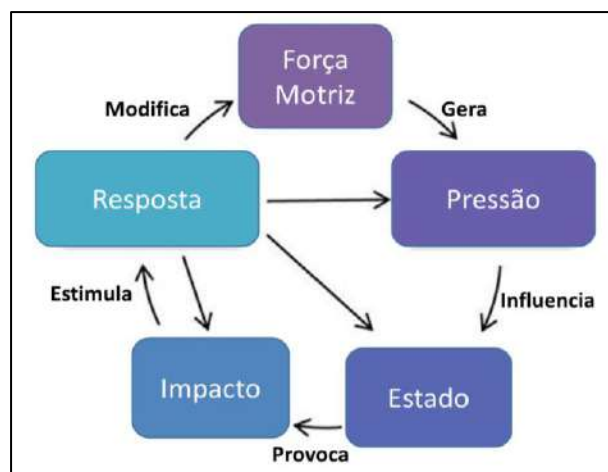 Força
Motriz
Modifica
Gera
Resposta
Pressão
Estimula
Influencia
Impacto
Estado
Provoca